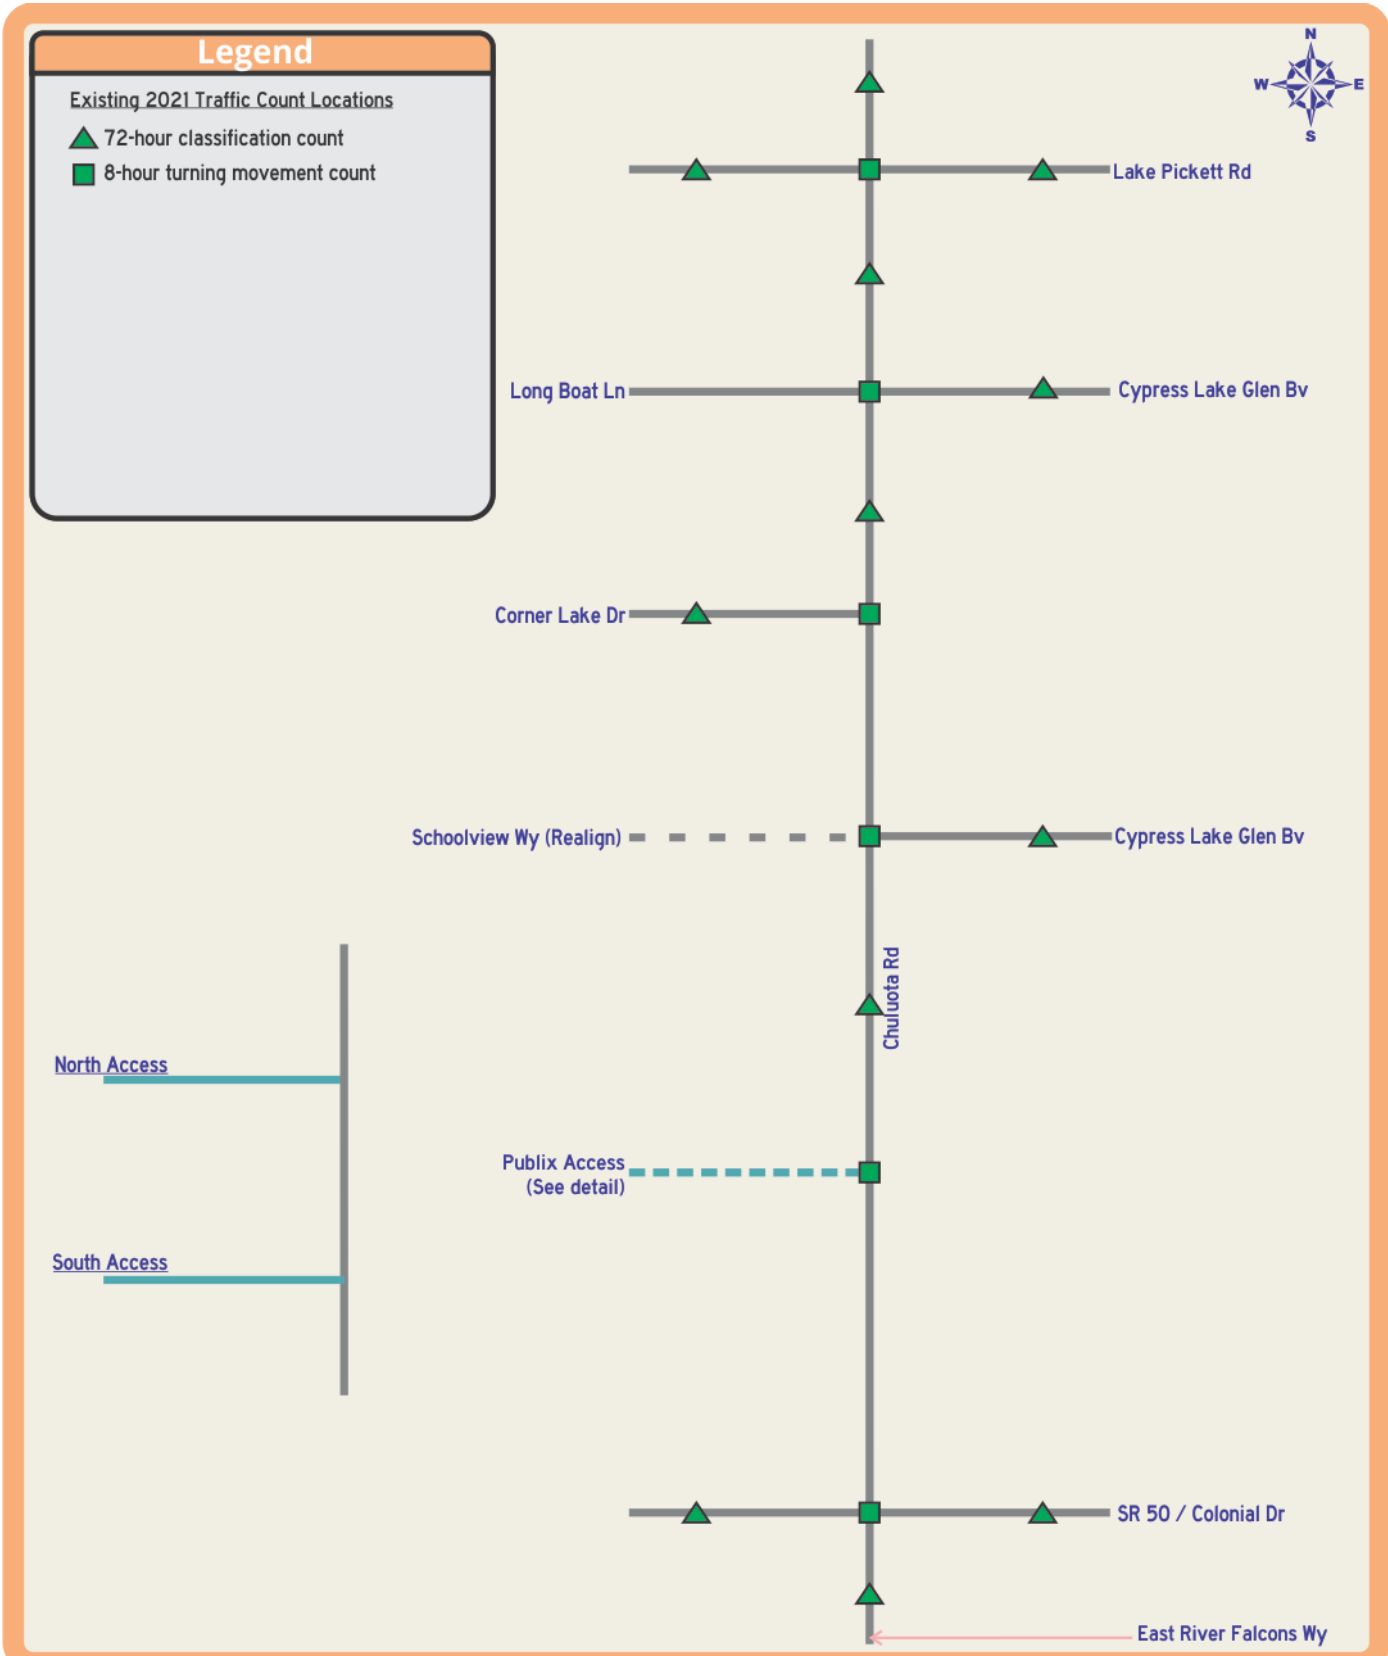 Legend
Existing 2021 Traffic Count Locations
72-hour classification count
8-hour turning movement count
N
W E
S
Lake Pickett Rd
Long Boat Ln
Cypress Lake Glen Bv
Corner Lake Dr
Schoolview Wy (Realign)
Cypress Lake Glen Bv
Chuluota Rd
North Access
Publix Access
(See detail)
South Access
SR 50 / Colonial Dr
East River Falcons Wy